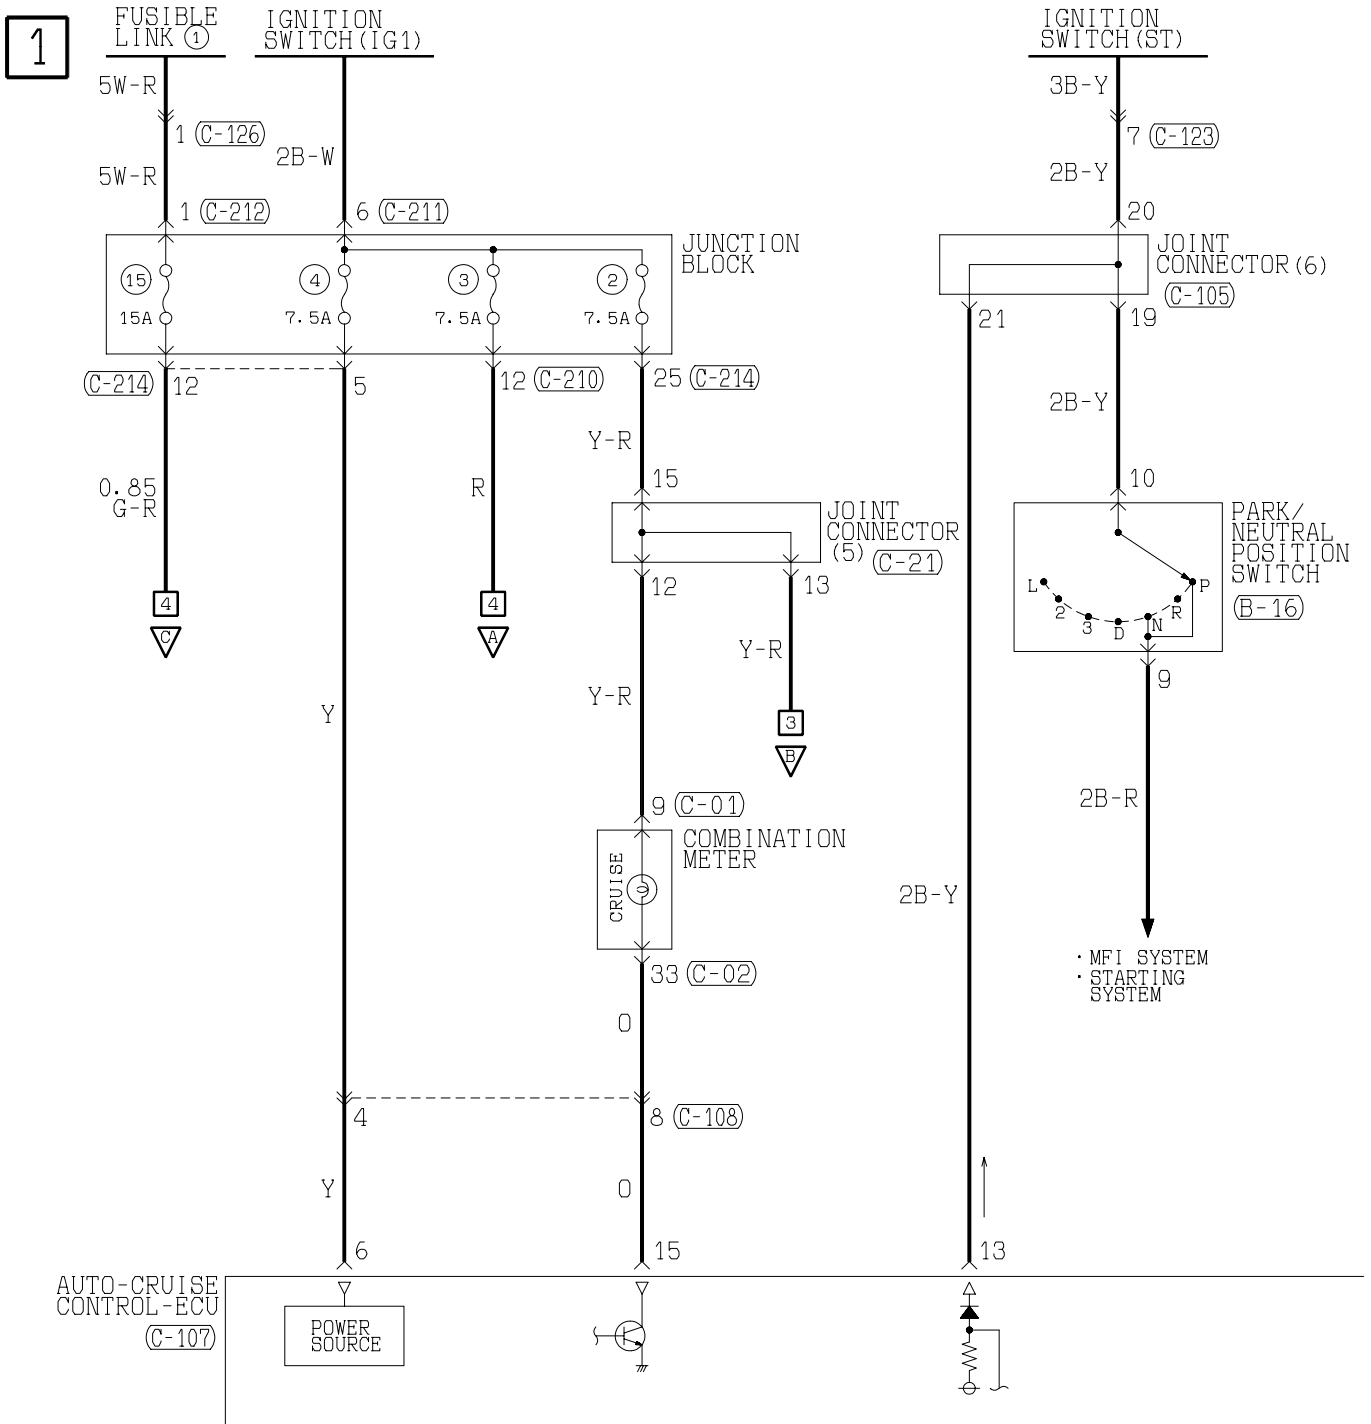 1
FUSIBLE
LINK ①
IGNITION
SWITCH(IG1)
IGNITION
SWITCH(ST)
5W-R
3B-Y
1 (C-126)
7 (C-123)
2B-W
5W-R
2B-Y
1 (C-212)
6 (C-211)
20
JUNCTION
BLOCK
JOINT
CONNECTOR(6)
(C-105)
15
4
3
2
15A
7.5A
7.5A
7.5A
21
19
(C-214) 12
5
12 (C-210)
25 (C-214)
2B-Y
Y-R
0.85
G-R
R
15
10
JOINT
CONNECTOR
(5) (C-21)
PARK/
NEUTRAL
POSITION
SWITCH
(B-16)
12
13
L
2
3
D
N
R
P
4
C
4
A
Y-R
9
Y-R
Y
3
B
2B-R
9 (C-01)
COMBINATION
METER
CRUISE
2B-Y
33 (C-02)
· MFI SYSTEM
· STARTING
SYSTEM
O
4
8 (C-108)
Y
O
6
15
13
AUTO-CRUISE
CONTROL-ECU
(C-107)
POWER
SOURCE